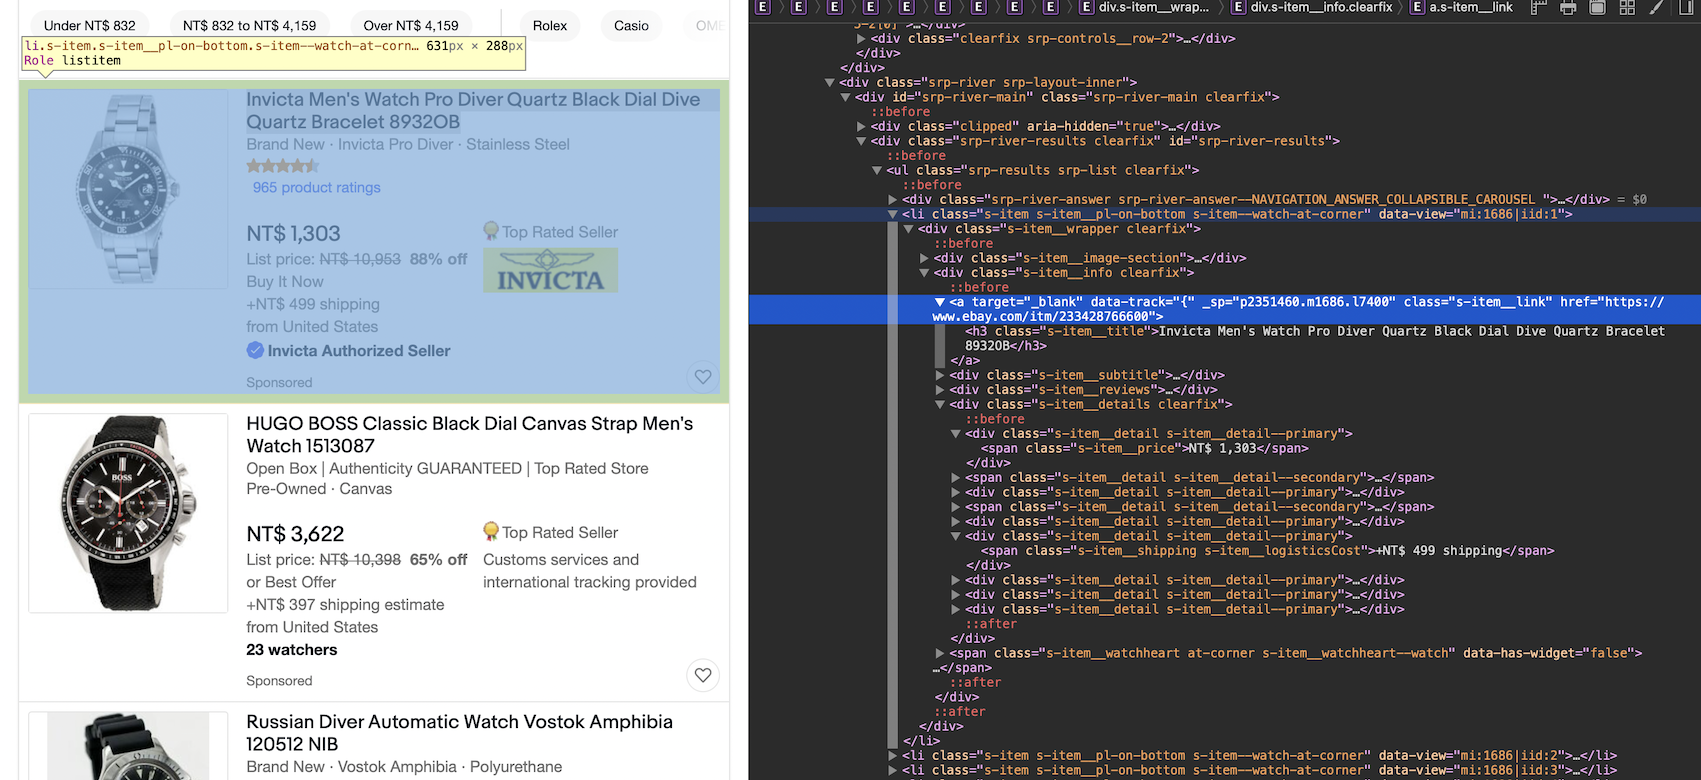 Under NT$ 832
NT$ 832 to NT$ 4,159
Over NT$ 4,159
Rolex
Casio
OME
li.s-item.s-item__pl-on-bottom.s-item--watch-at-corn… 631px × 288px
Role listitem
Invicta Men's Watch Pro Diver Quartz Black Dial Dive
Quartz Bracelet 8932OB
Brand New · Invicta Pro Diver · Stainless Steel
965 product ratings
NT$ 1,303
List price: NT$ 10,953 88% off
Buy It Now
+NT$ 499 shipping
from United States
Invicta Authorized Seller
Sponsored
Top Rated Seller
INVICTA
HUGO BOSS Classic Black Dial Canvas Strap Men's
Watch 1513087
Open Box | Authenticity GUARANTEED | Top Rated Store
Pre-Owned · Canvas
BOSS
NT$ 3,622
List price: NT$ 10,398 65% off
or Best Offer
+NT$ 397 shipping estimate
from United States
23 watchers
Sponsored
Top Rated Seller
Customs services and
international tracking provided
Russian Diver Automatic Watch Vostok Amphibia
120512 NIB
Brand New · Vostok Amphibia · Polyurethane
E E E E E E E E E E div.s-item__wrap... E div.s-item__info.clearfix E a.s-item__link
<div class="clearfix srp-controls__row-2">…</div>
</div>
</div>
<div class="srp-river srp-layout-inner">
<div id="srp-river-main" class="srp-river-main clearfix">
::before
<div class="clipped" aria-hidden="true">…</div>
<div class="srp-river-results clearfix" id="srp-river-results">
::before
<ul class="srp-results srp-list clearfix">
::before
<div class="srp-river-answer srp-river-answer--NAVIGATION_ANSWER_COLLAPSIBLE_CAROUSEL ">…</div> = $0
<li class="s-item s-item__pl-on-bottom s-item--watch-at-corner" data-view="mi:1686|iid:1">
<div class="s-item__wrapper clearfix">
::before
<div class="s-item__image-section">…</div>
<div class="s-item__info clearfix">
::before
<a target="_blank" data-track="{" _sp="p2351460.m1686.l7400" class="s-item__link" href="https://
www.ebay.com/itm/233428766600">
<h3 class="s-item__title">Invicta Men's Watch Pro Diver Quartz Black Dial Dive Quartz Bracelet
8932OB</h3>
</a>
<div class="s-item__subtitle">…</div>
<div class="s-item__reviews">…</div>
<div class="s-item__details clearfix">
::before
<div class="s-item__detail s-item__detail--primary">
<span class="s-item__price">NT$ 1,303</span>
</div>
<span class="s-item__detail s-item__detail--secondary">…</span>
<div class="s-item__detail s-item__detail--primary">…</div>
<span class="s-item__detail s-item__detail--secondary">…</span>
<div class="s-item__detail s-item__detail--primary">…</div>
<div class="s-item__detail s-item__detail--primary">
<span class="s-item__shipping s-item__logisticsCost">+NT$ 499 shipping</span>
</div>
<div class="s-item__detail s-item__detail--primary">…</div>
<div class="s-item__detail s-item__detail--primary">…</div>
<div class="s-item__detail s-item__detail--primary">…</div>
::after
</div>
<span class="s-item__watchheart at-corner s-item__watchheart--watch" data-has-widget="false">
…</span>
::after
</div>
::after
</div>
</li>
<li class="s-item s-item__pl-on-bottom s-item--watch-at-corner" data-view="mi:1686|iid:2">…</li>
<li class="s-item s-item__pl-on-bottom s-item--watch-at-corner" data-view="mi:1686|iid:3">…</li>